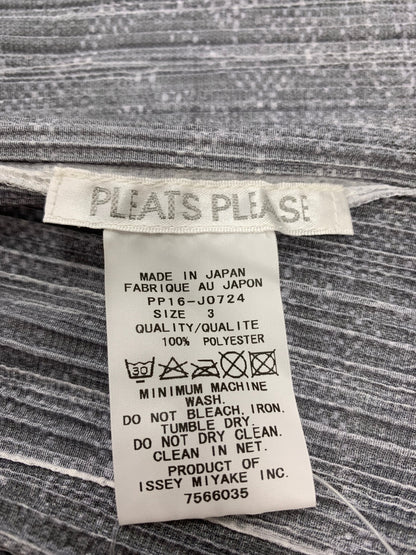 PLEATS PLEASE
MADE IN JAPAN
FABRIQUE AU JAPON
PP16-J0724
SIZE 3
QUALITY/QUALITE
100% POLYESTER
30
MINIMUM MACHINE
WASH.
DO NOT BLEACH, IRON.
TUMBLE DRY.
DO NOT DRY CLEAN.
CLEAN IN NET.
PRODUCT OF
ISSEY MIYAKE INC.
7566035